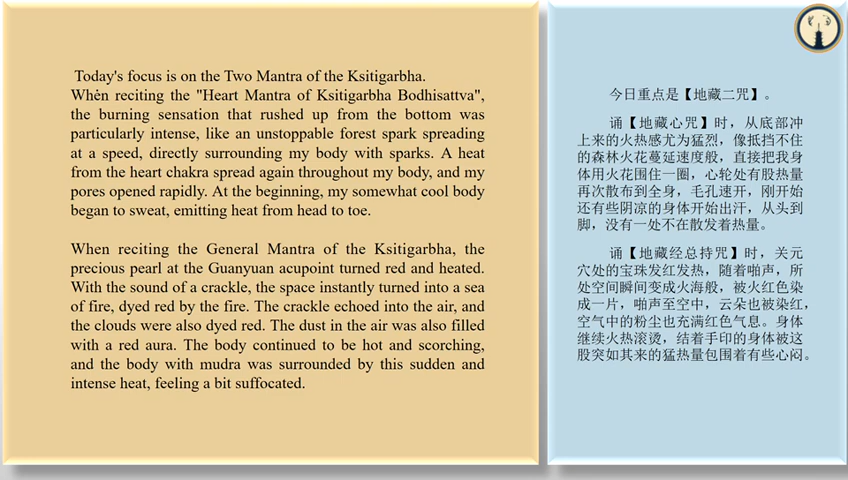 Today's focus is on the Two Mantra of the Ksitigarbha.
When reciting the "Heart Mantra of Ksitigarbha Bodhisattva",
the burning sensation that rushed up from the bottom was
particularly intense, like an unstoppable forest spark spreading
at a speed, directly surrounding my body with sparks. A heat
from the heart chakra spread again throughout my body, and my
pores opened rapidly. At the beginning, my somewhat cool body
began to sweat, emitting heat from head to toe.
When reciting the General Mantra of the Ksitigarbha, the
precious pearl at the Guanyuan acupoint turned red and heated.
With the sound of a crackle, the space instantly turned into a sea
of fire, dyed red by the fire. The crackle echoed into the air, and
the clouds were also dyed red. The dust in the air was also filled
with a red aura. The body continued to be hot and scorching,
and the body with mudra was surrounded by this sudden and
intense heat, feeling a bit suffocated.
今日重点是【地藏二咒】。
诵【地藏心咒】时，从底部冲
上来的火热感尤为猛烈，像抵挡不住
的森林火花蔓延速度般，直接把我身
体用火花围住一圈，心轮处有股热量
再次散布到全身，毛孔速开，刚开始
还有些阴凉的身体开始出汗，从头到
脚，没有一处不在散发着热量。
诵【地藏经总持咒】时，关元
穴处的宝珠发红发热，随着啪声，所
处空间瞬间变成火海般，被火红色染
成一片，啪声至空中，云朵也被染红，
空气中的粉尘也充满红色气息。身体
继续火热滚烫，结着手印的身体被这
股突如其来的猛热量包围着有些心闷。